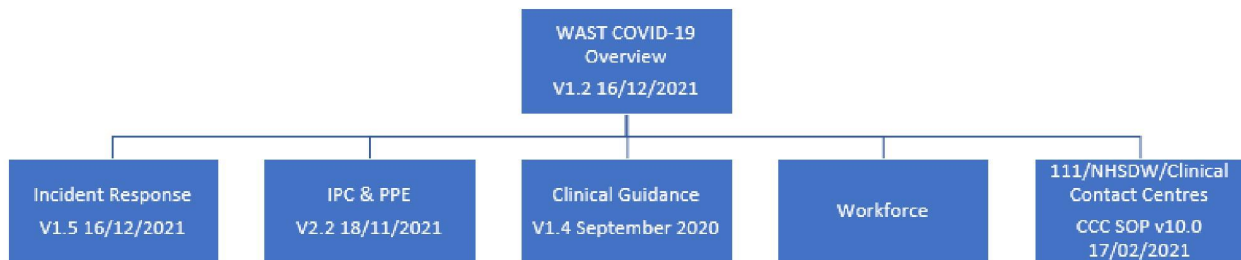 WAST COVID-19
Overview
V1.2 16/12/2021
Incident Response
V1.5 16/12/2021
IPC & PPE
V2.2 18/11/2021
Clinical Guidance
V1.4 September 2020
Workforce
111/NHSDW/Clinical
Contact Centres
CCC SOP v10.0
17/02/2021